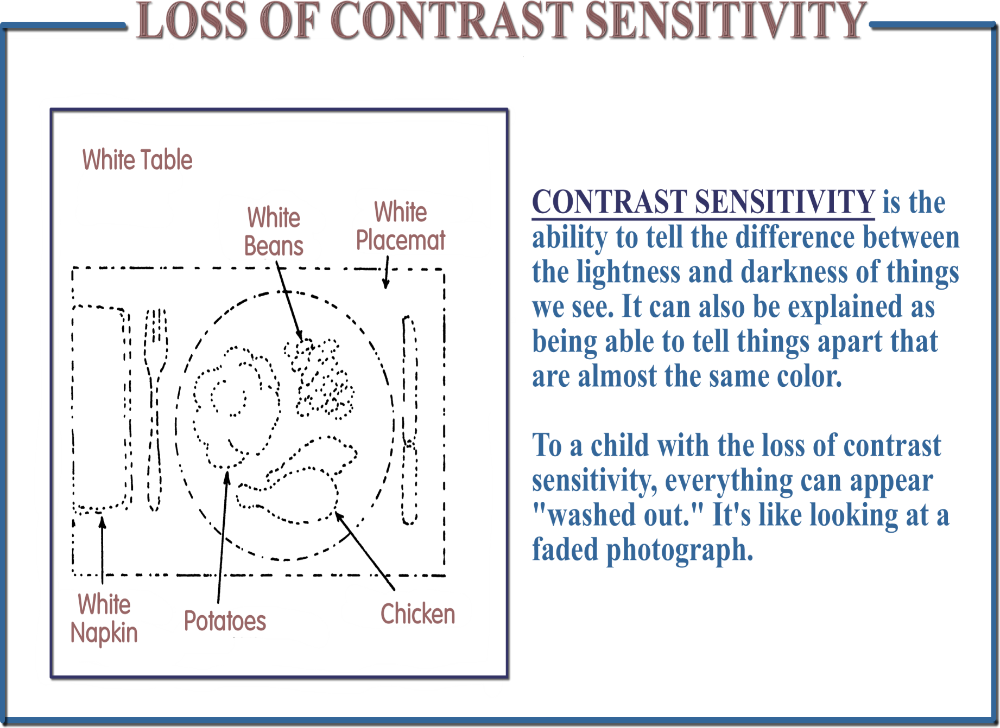 LOSS OF CONTRAST SENSITIVITY
White Table
White
Beans
White
Placemat
White
Napkin
Potatoes
Chicken
CONTRAST SENSITIVITY is the
ability to tell the difference between
the lightness and darkness of things
we see. It can also be explained as
being able to tell things apart that
are almost the same color.
To a child with the loss of contrast
sensitivity, everything can appear
"washed out." It's like looking at a
faded photograph.